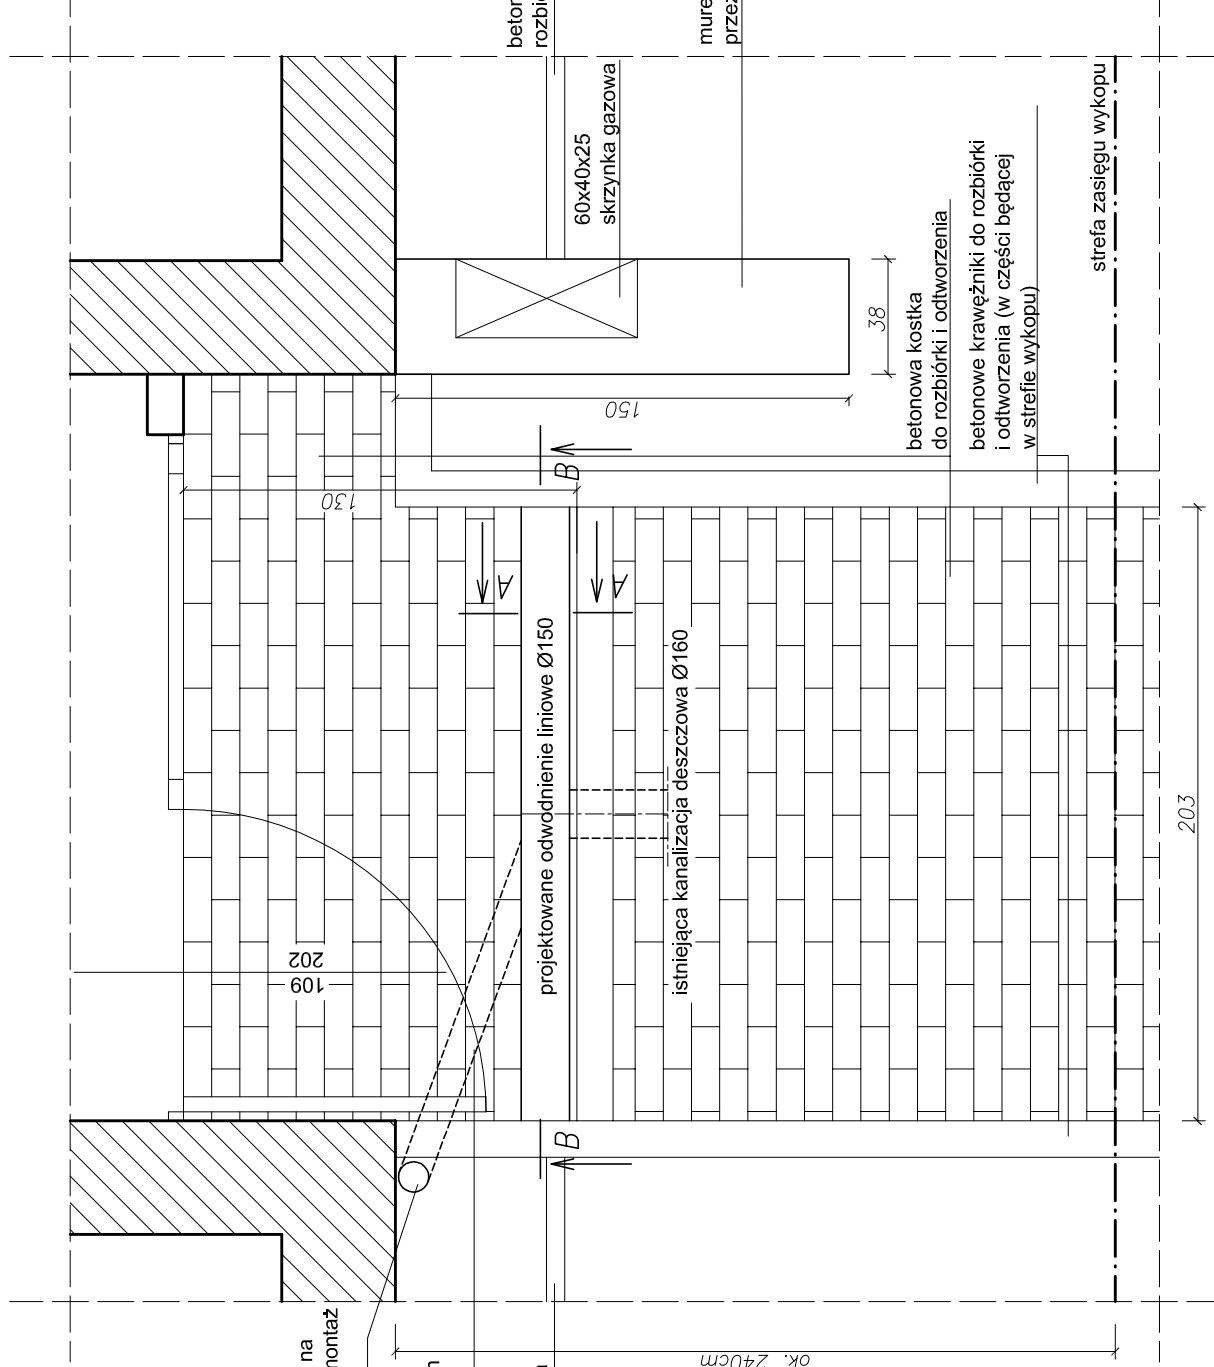 60x40x25
skrzynka gazowa
strefa zasięgu wykopu
betonowa kostka
do rozbiórki i odtworzenia
betonowe krawężniki do rozbiórki
i odtworzenia (w części będącej
w strefie wykopu)
38
150
130
B
A
A
projektowane odwodnienie liniowe Ø150
istniejąca kanalizacja deszczowa Ø160
203
202
109
B
na
ok. 240cm